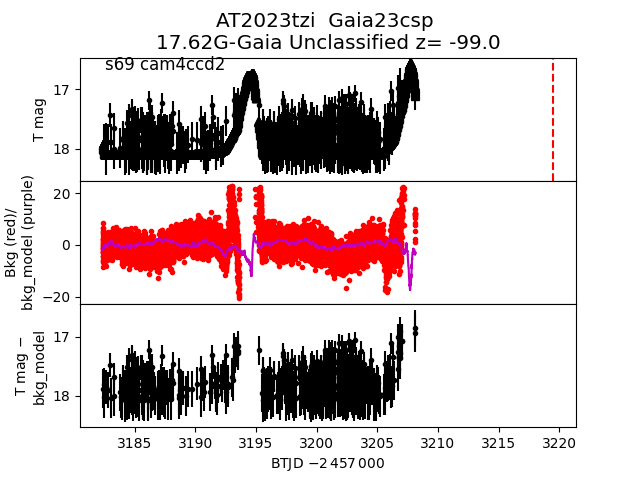 AT2023tzi  Gaia23csp
17.62G-Gaia Unclassified z= -99.0
s69 cam4ccd2
17
18
T mag
20
0
−20
Bkg (red)/
bkg_model (purple)
17
18
T mag −
bkg_model
3185 3190 3195 3200 3205 3210 3215 3220
BTJD −2 457 000